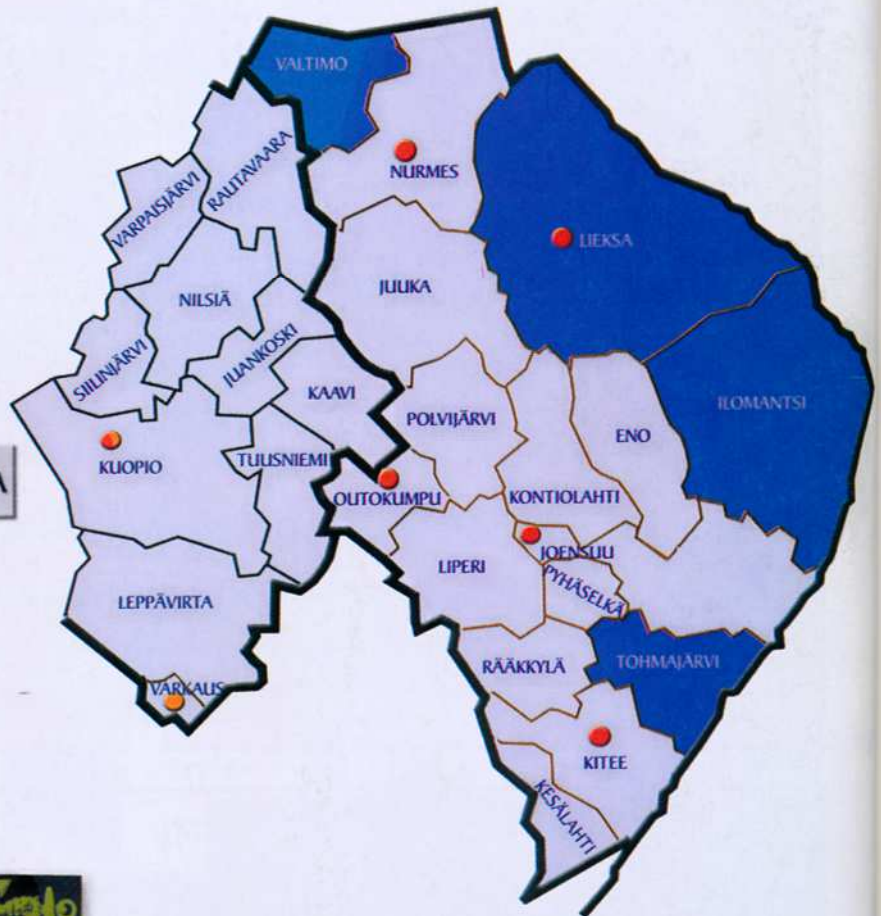 VALTIMO
RAUTAVAARA
VARPAISJÄRVI
NURMES
LIEKSA
NILSIÄ
JUUKA
SIILINJÄRVI
JUANKOSKI
KAAVI
POLVIJÄRVI
ENO
ILOMANTSI
KUOPIO
TUUSNIEMI
OUTOKUMPU
KONTIOLAHTI
A
JOENSUU
LIPERI
PYHÄSELKÄ
LEPPÄVIRTA
RÄÄKKYLÄ
TOHMAJÄRVI
VARKAUS
KITEE
KESÄLAHTI